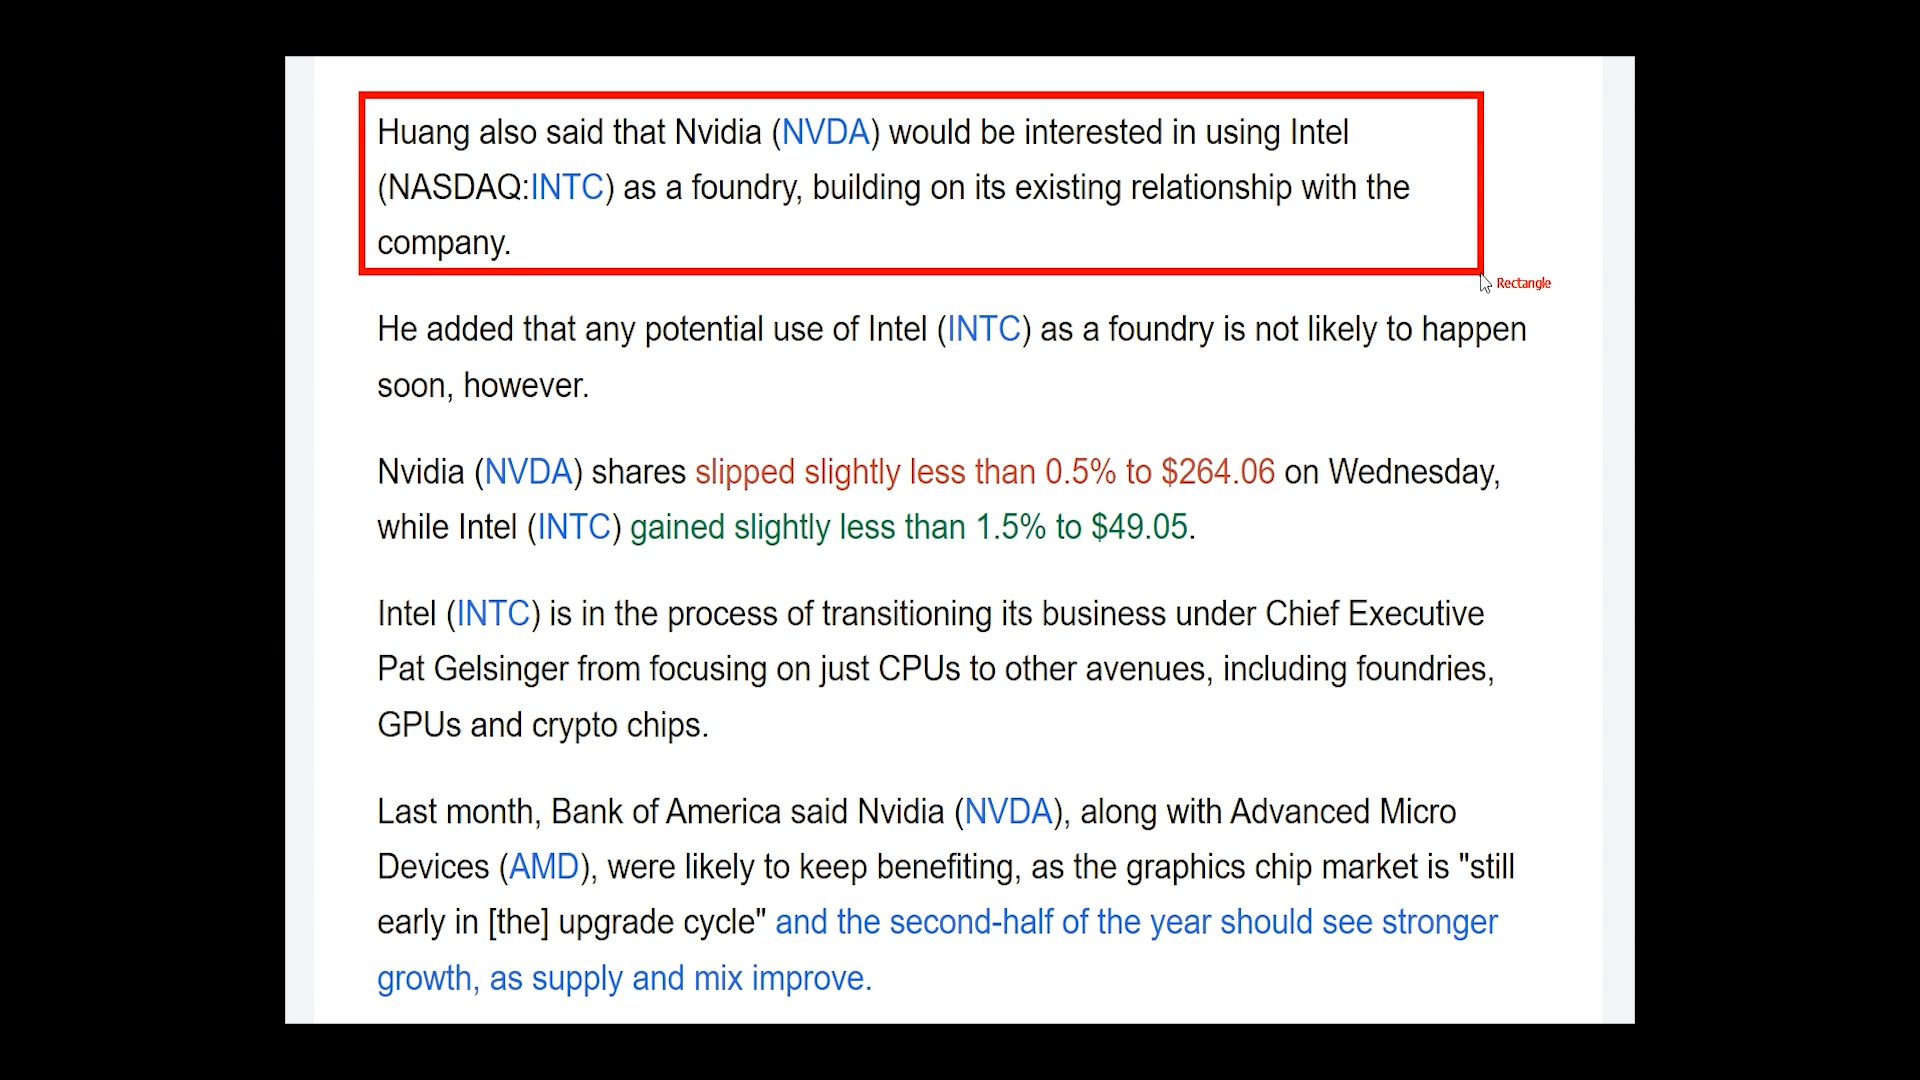 Huang also said that Nvidia (NVDA) would be interested in using Intel
(NASDAQ:INTC) as a foundry, building on its existing relationship with the
company.
Rectangle
He added that any potential use of Intel (INTC) as a foundry is not likely to happen
soon, however.
Nvidia (NVDA) shares slipped slightly less than 0.5% to $264.06 on Wednesday,
while Intel (INTC) gained slightly less than 1.5% to $49.05.
Intel (INTC) is in the process of transitioning its business under Chief Executive
Pat Gelsinger from focusing on just CPUs to other avenues, including foundries,
GPUs and crypto chips.
Last month, Bank of America said Nvidia (NVDA), along with Advanced Micro
Devices (AMD), were likely to keep benefiting, as the graphics chip market is "still
early in [the] upgrade cycle" and the second-half of the year should see stronger
growth, as supply and mix improve.